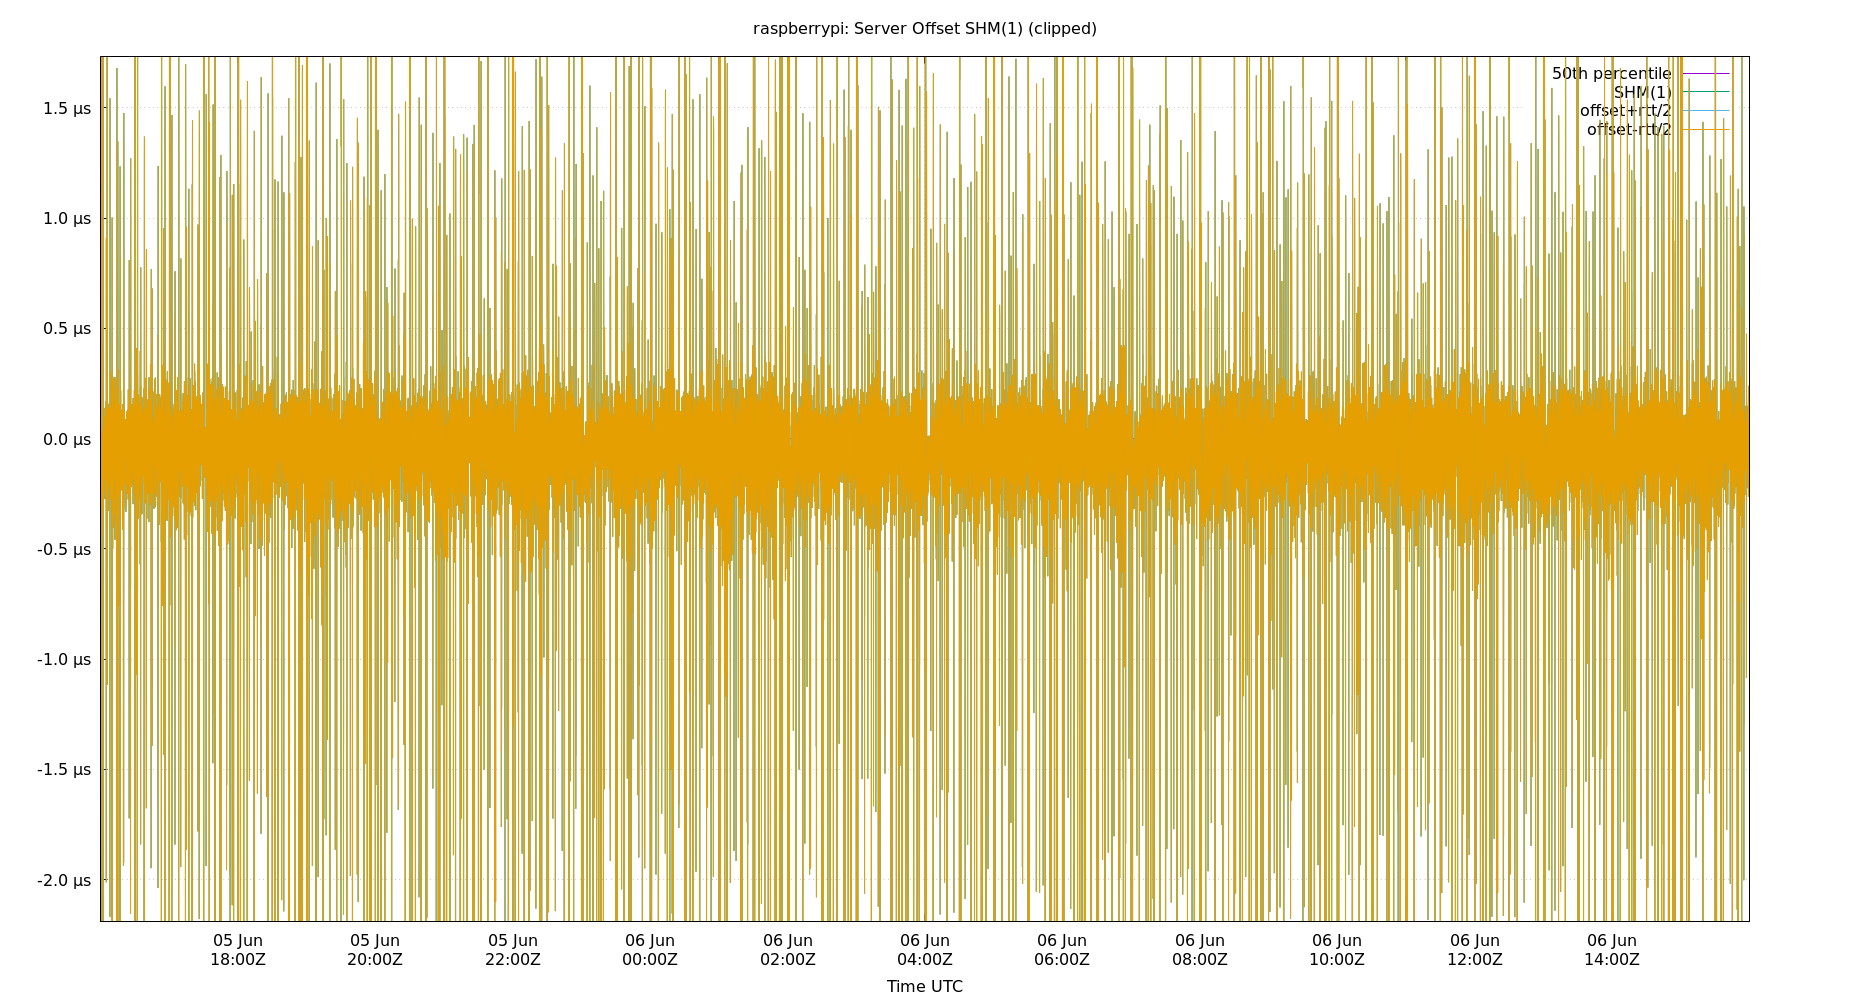 raspberrypi: Server Offset SHM(1) (clipped)
50th percentile
SHM(1)
offset+rtt/2
offset-rtt/2
1.5 µs
1.0 µs
0.5 µs
0.0 µs
-0.5 µs
-1.0 µs
-1.5 µs
-2.0 µs
05 Jun 05 Jun 05 Jun 06 Jun 06 Jun 06 Jun 06 Jun 06 Jun 06 Jun 06 Jun 06 Jun
18:00Z 20:00Z 22:00Z 00:00Z 02:00Z 04:00Z 06:00Z 08:00Z 10:00Z 12:00Z 14:00Z
Time UTC